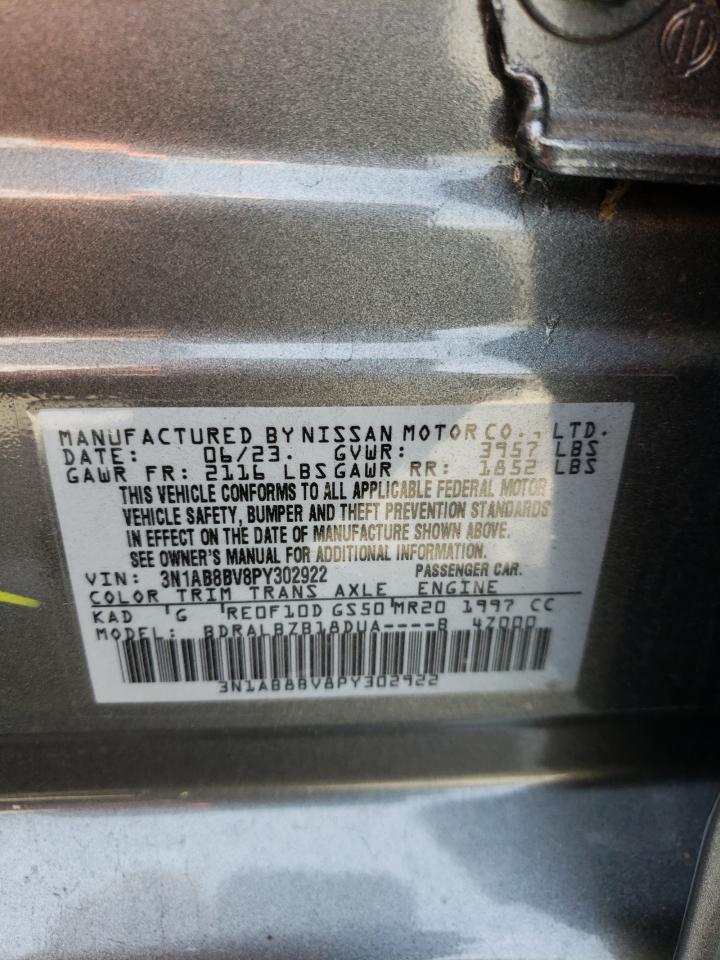 MANUFACTURED BY NISSAN MOTOR CO., LTD.
DATE: 06/23. GVWR: 3957 LBS
GAWR FR: 2116 LBS GAWR RR: 1852 LBS
THIS VEHICLE CONFORMS TO ALL APPLICABLE FEDERAL MOTOR
VEHICLE SAFETY, BUMPER AND THEFT PREVENTION STANDARDS
IN EFFECT ON THE DATE OF MANUFACTURE SHOWN ABOVE.
SEE OWNER'S MANUAL FOR ADDITIONAL INFORMATION.
VIN: 3N1AB8BV8PY302922 PASSENGER CAR.
COLOR TRIM TRANS AXLE ENGINE
KAD G RE0F10D GS50 MR20 1997 CC
MODEL: BDRALBZB18DUA----B 47000
3N1AB8BV8PY302922